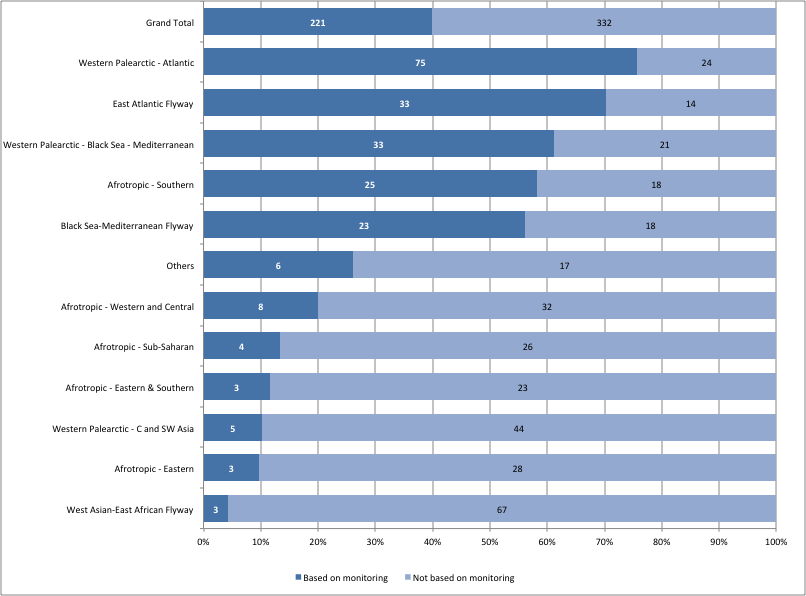 Grand Total 221 332
Western Palearctic - Atlantic 75 24
East Atlantic Flyway 33 14
Western Palearctic - Black Sea - Mediterranean 33 21
Afrotropic - Southern 25 18
Black Sea-Mediterranean Flyway 23 18
Others 6 17
Afrotropic - Western and Central 8 32
Afrotropic - Sub-Saharan 4 26
Afrotropic - Eastern & Southern 3 23
Western Palearctic - C and SW Asia 5 44
Afrotropic - Eastern 3 28
West Asian-East African Flyway 3 67
0% 10% 20% 30% 40% 50% 60% 70% 80% 90% 100%
Based on monitoring Not based on monitoring